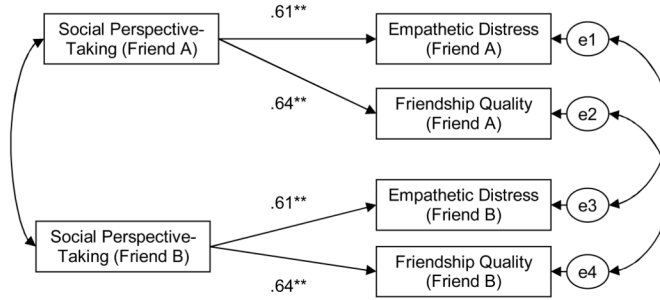 .61**
Social Perspective-
Taking (Friend A)
Empathetic Distress
(Friend A)
e1
.64**
Friendship Quality
(Friend A)
e2
.61**
Empathetic Distress
(Friend B)
e3
Social Perspective-
Taking (Friend B)
Friendship Quality
(Friend B)
e4
.64**